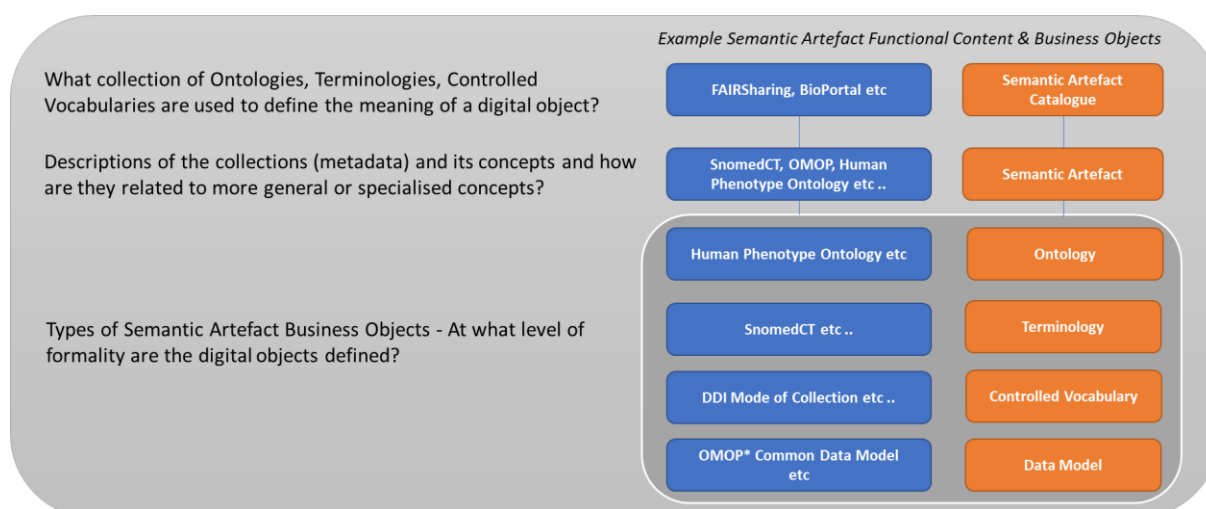 Example Semantic Artefact Functional Content & Business Objects
What collection of Ontologies, Terminologies, Controlled
Vocabularies are used to define the meaning of a digital object?
FAIRSharing, BioPortal etc
Semantic Artefact
Catalogue
Descriptions of the collections (metadata) and its concepts and how
are they related to more general or specialised concepts?
SnomedCT, OMOP, Human
Phenotype Ontology etc ..
Semantic Artefact
Human Phenotype Ontology etc
Ontology
Types of Semantic Artefact Business Objects - At what level of
formality are the digital objects defined?
SnomedCT etc ..
Terminology
DDI Mode of Collection etc ..
Controlled Vocabulary
OMOP* Common Data Model
etc
Data Model